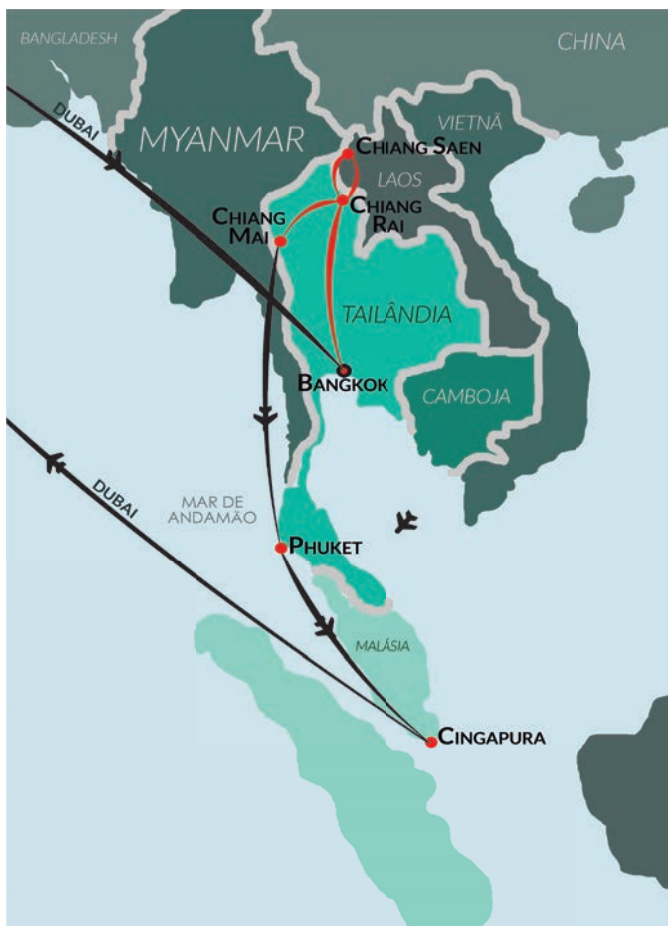 BANGLADESH
CHINA
DUBAI
VIETNÃ
MYANMAR
CHIANG SAEN
LAOS
CHIANG
MAI
CHIANG
RAI
TAILÂNDIA
BANGKOK
CAMBOJA
DUBAI
MAR DE
ANDAMÃO
PHUKET
MALÁSIA
CINGAPURA